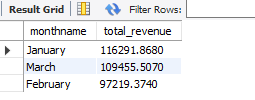 Result Grid Filter Rows:
monthname total_revenue
January 116291.8680
March 109455.5070
February 97219.3740